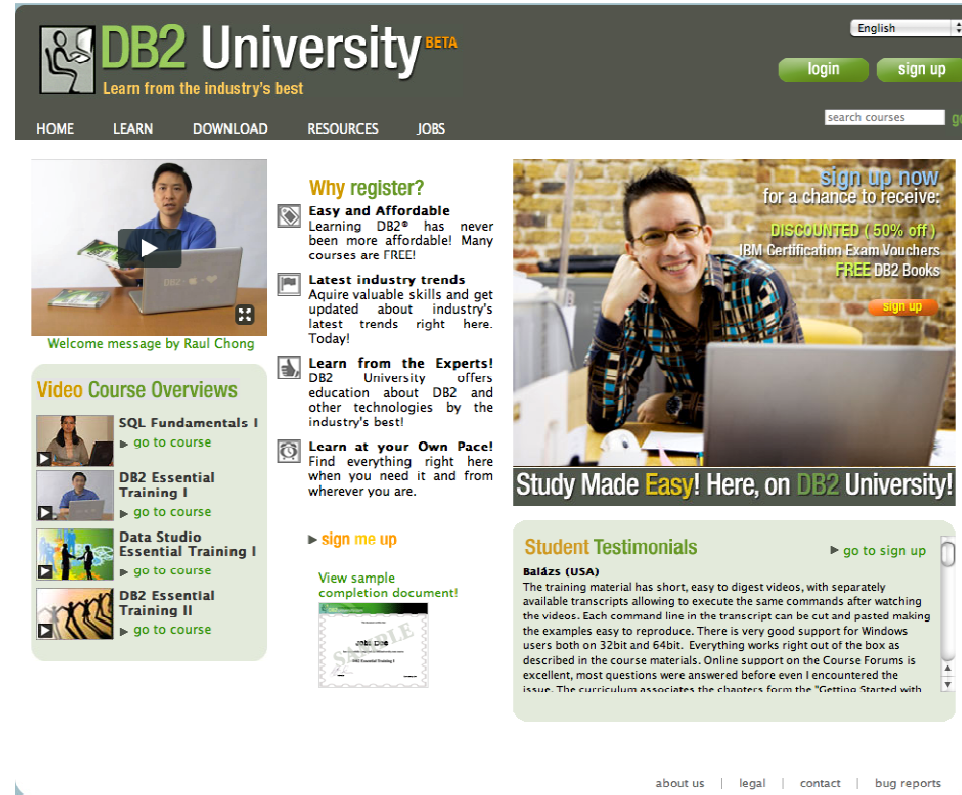 DB2 University BETA
Learn from the industry's best
English
login
sign up
search courses
HOME LEARN DOWNLOAD RESOURCES JOBS
DB2
Welcome message by Raul Chong
Video Course Overviews
SQL Fundamentals I
go to course
DB2 Essential
Training I
go to course
Data Studio
Essential Training I
go to course
DB2 Essential
Training II
go to course
Why register?
Easy and Affordable
Learning DB2® has never
been more affordable! Many
courses are FREE!
Latest industry trends
Aquire valuable skills and get
updated about industry's
latest trends right here.
Today!
Learn from the Experts!
DB2 University offers
education about DB2 and
other technologies by the
industry's best!
Learn at your Own Pace!
Find everything right here
when you need it and from
wherever you are.
sign me up
View sample
completion document!
SAMPLE
DB2 Essential Training I
sign up now
for a chance to receive:
DISCOUNTED ( 50% off )
IBM Certification Exam Vouchers
FREE DB2 Books
sign up
Study Made Easy! Here, on DB2 University!
Student Testimonials
go to sign up
Balázs (USA)
The training material has short, easy to digest videos, with separately
available transcripts allowing to execute the same commands after watching
the videos. Each command line in the transcript can be cut and pasted making
the examples easy to reproduce. There is very good support for Windows
users both on 32bit and 64bit. Everything works right out of the box as
described in the course materials. Online support on the Course Forums is
excellent, most questions were answered before even I encountered the
issue. The curriculum associates the chapters form the "Getting Started with
about us | legal | contact | bug reports